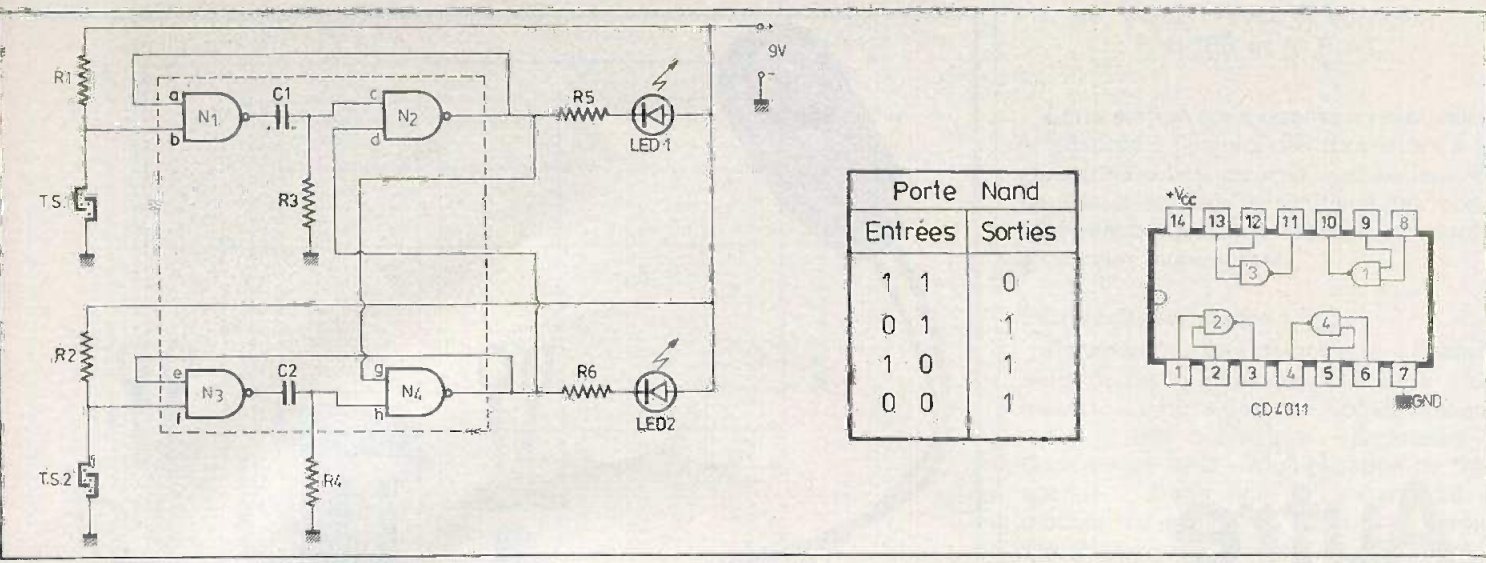 R1
a
b
N1
C1
+
-
R3
c
d
N2
R5
LED1
9V
+
-
T.S.1
R2
e
f
N3
C2
R4
g
h
N4
R6
LED2
T.S.2
Porte Nand
Entrées Sorties
1 1 0
0 1 1
1 0 1
0 0 1
+Vcc
14 13 12 11 10 9 8
3 1
2 4
1 2 3 4 5 6 7
CD4011 GND